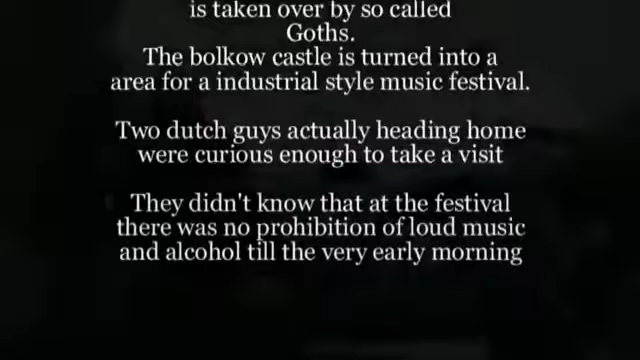 is taken over by so called
Goths.
The bolkow castle is turned into a
area for a industrial style music festival.
Two dutch guys actually heading home
were curious enough to take a visit
They didn't know that at the festival
there was no prohibition of loud music
and alcohol till the very early morning